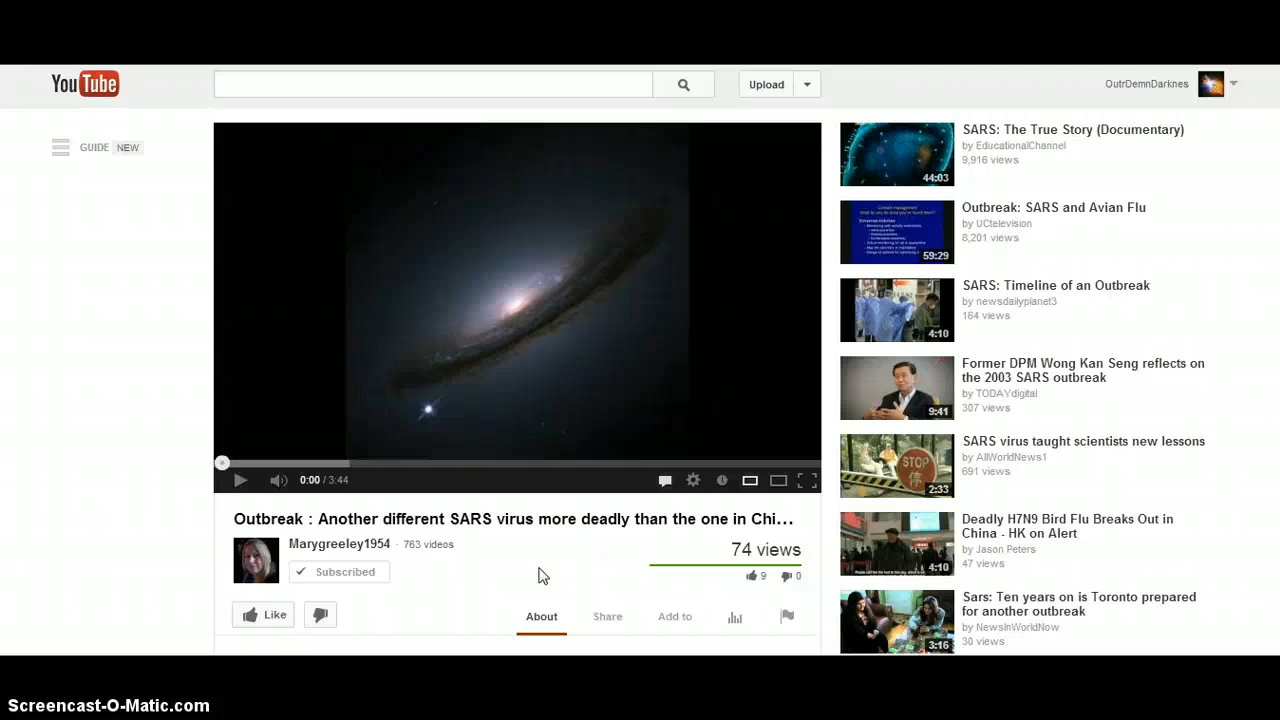 YouTube
Upload
OutrDemnDarknes
GUIDE NEW
0:00 / 3:44
Outbreak : Another different SARS virus more deadly than the one in Chi...
Marygreeley1954 · 763 videos
Subscribed
74 views
9 0
Like
About Share Add to
SARS: The True Story (Documentary)
by EducationalChannel
9,916 views
44:03
Outbreak: SARS and Avian Flu
by UCtelevision
8,201 views
59:29
SARS: Timeline of an Outbreak
by newsdailyplanet3
164 views
4:10
Former DPM Wong Kan Seng reflects on
the 2003 SARS outbreak
by TODAYdigital
307 views
9:41
SARS virus taught scientists new lessons
by AllWorldNews1
691 views
STOP
停
2:33
Deadly H7N9 Bird Flu Breaks Out in
China - HK on Alert
by Jason Peters
47 views
4:10
Sars: Ten years on is Toronto prepared
for another outbreak
by NewsInWorldNow
30 views
3:16
Screencast-O-Matic.com